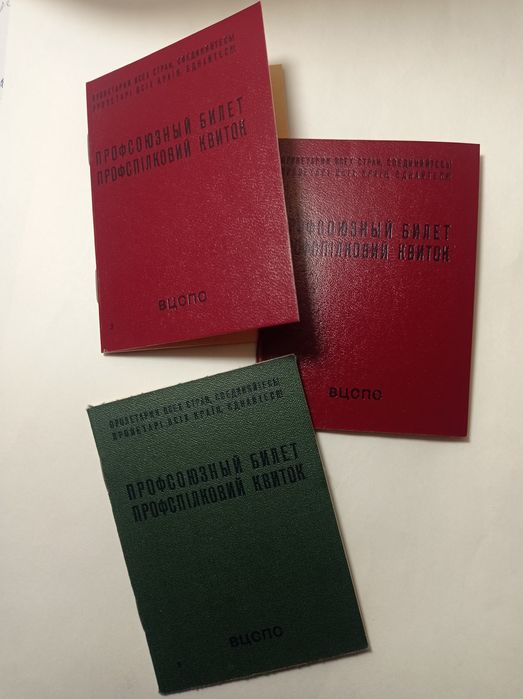 ПРОЛЕТАРИИ ВСЕХ СТРАН, СОЕДИНЯЙТЕСЬ!
ПРОЛЕТАРІ ВСІХ КРАЇН, ЄДНАЙТЕСЯ!
ПРОФСОЮЗНЫЙ БИЛЕТ
ПРОФСПІЛКОВИЙ КВИТОК
ВЦСПС
ПРОЛЕТАРИИ ВСЕХ СТРАН, СОЕДИНЯЙТЕСЬ!
ПРОЛЕТАРІ ВСІХ КРАЇН, ЄДНАЙТЕСЯ!
ПРОФСОЮЗНЫЙ БИЛЕТ
ПРОФСПІЛКОВИЙ КВИТОК
ВЦСПС
ПРОЛЕТАРИИ ВСЕХ СТРАН, СОЕДИНЯЙТЕСЬ!
ПРОЛЕТАРІ ВСІХ КРАЇН, ЄДНАЙТЕСЯ!
ПРОФСОЮЗНЫЙ БИЛЕТ
ПРОФСПІЛКОВИЙ КВИТОК
ВЦСПС